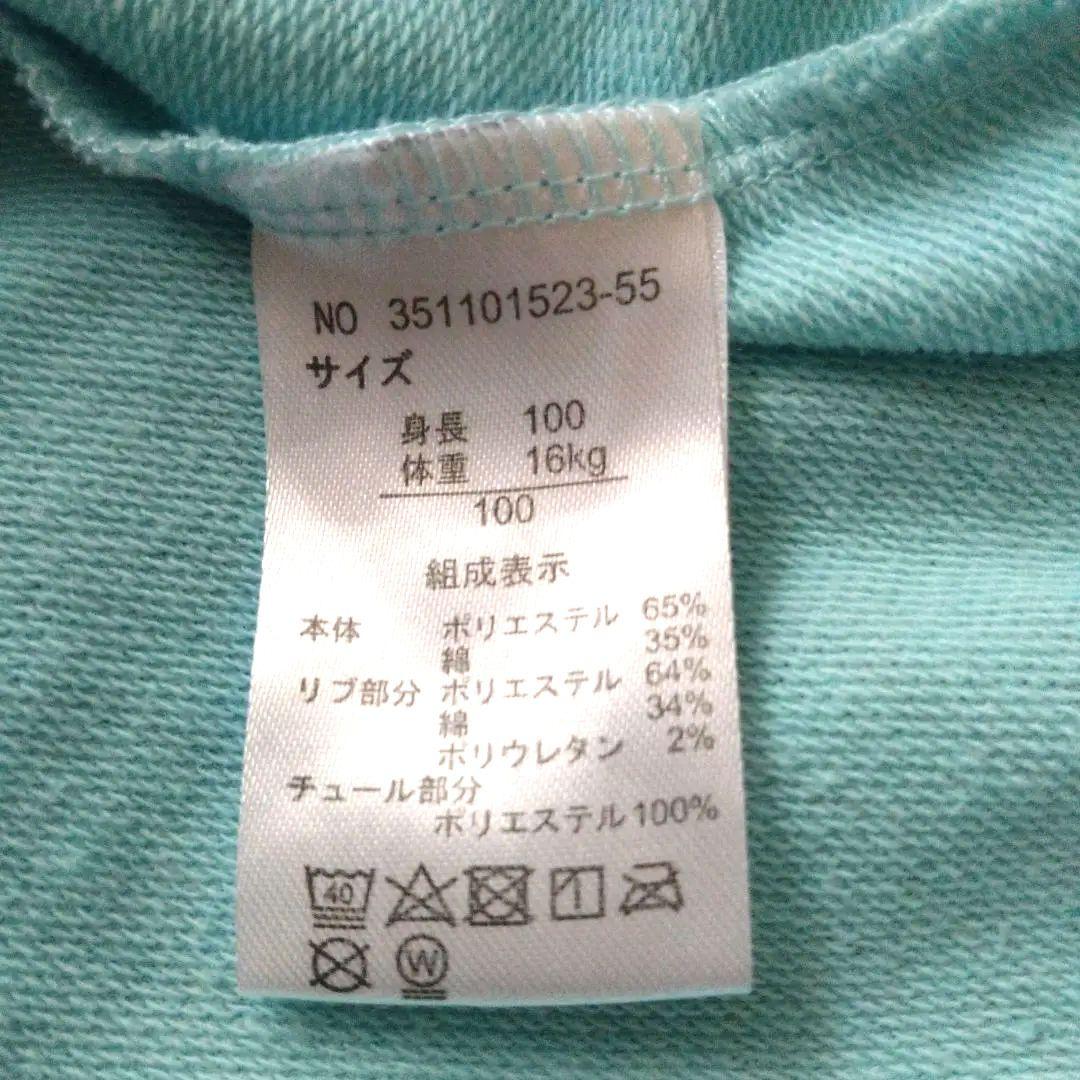 NO 351101523-55
サイズ
身長 100
体重 16kg
100
組成表示
本体 ポリエステル 65%
綿 35%
リブ部分 ポリエステル 64%
綿 34%
ポリウレタン 2%
チュール部分
ポリエステル 100%
40
W